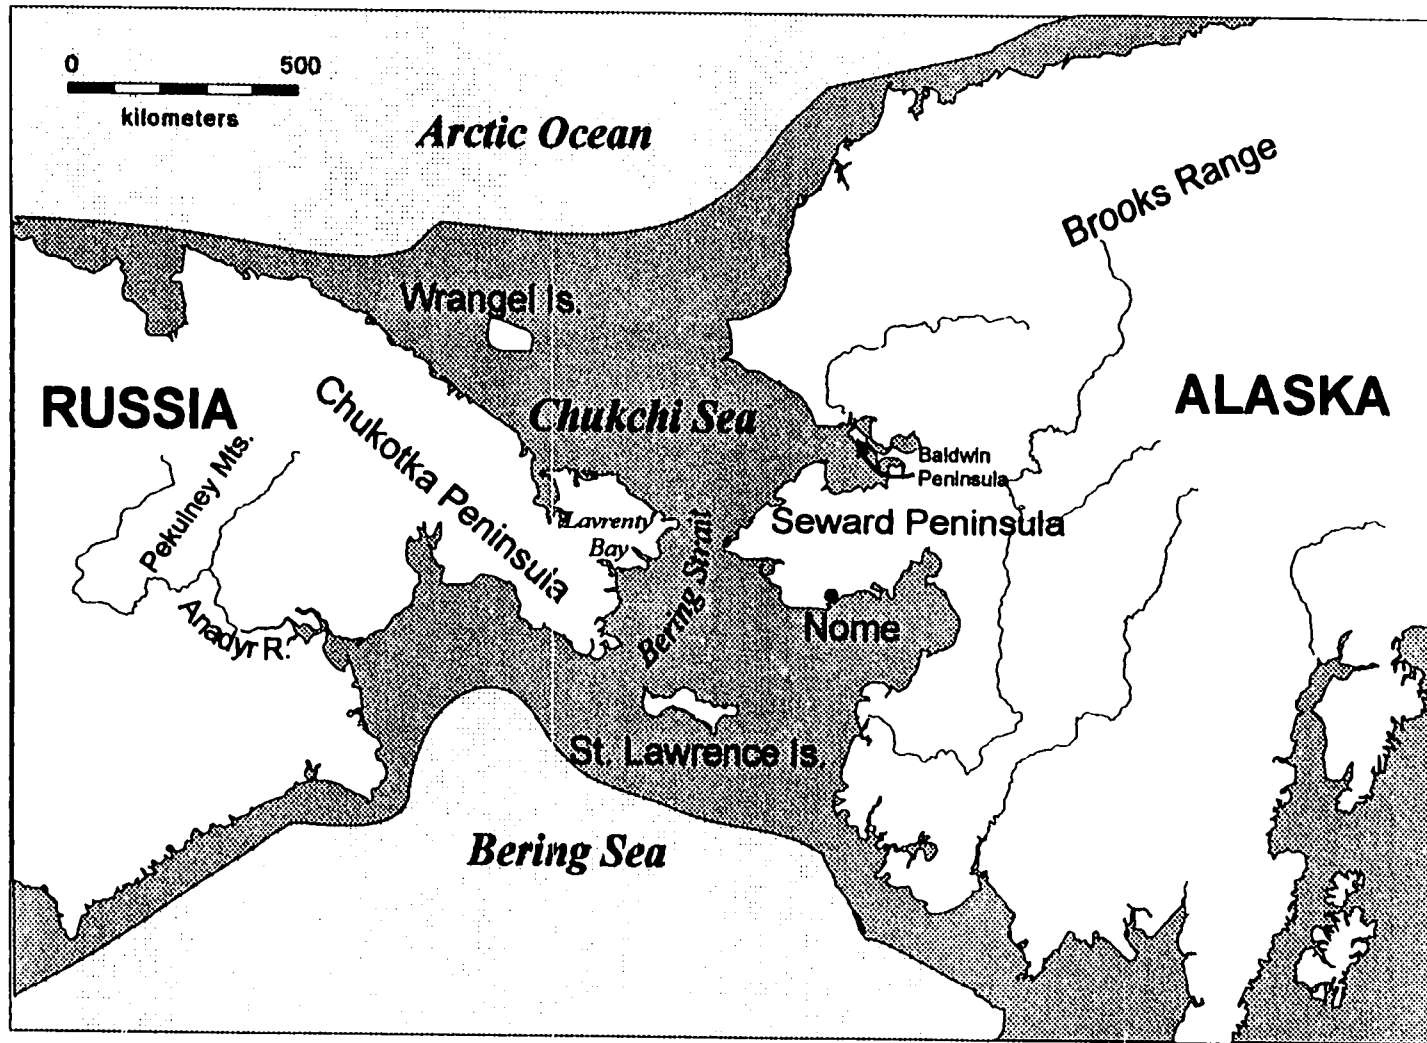 0 500
kilometers
Arctic Ocean
Brooks Range
Wrangel Is.
RUSSIA
Chukotka Peninsula
Chukchi Sea
ALASKA
Pekulney Mts.
Baldwin
Peninsula
Lavrenty
Bay
Bering Strait
Seward Peninsula
Anadyr R.
Nome
St. Lawrence Is.
Bering Sea